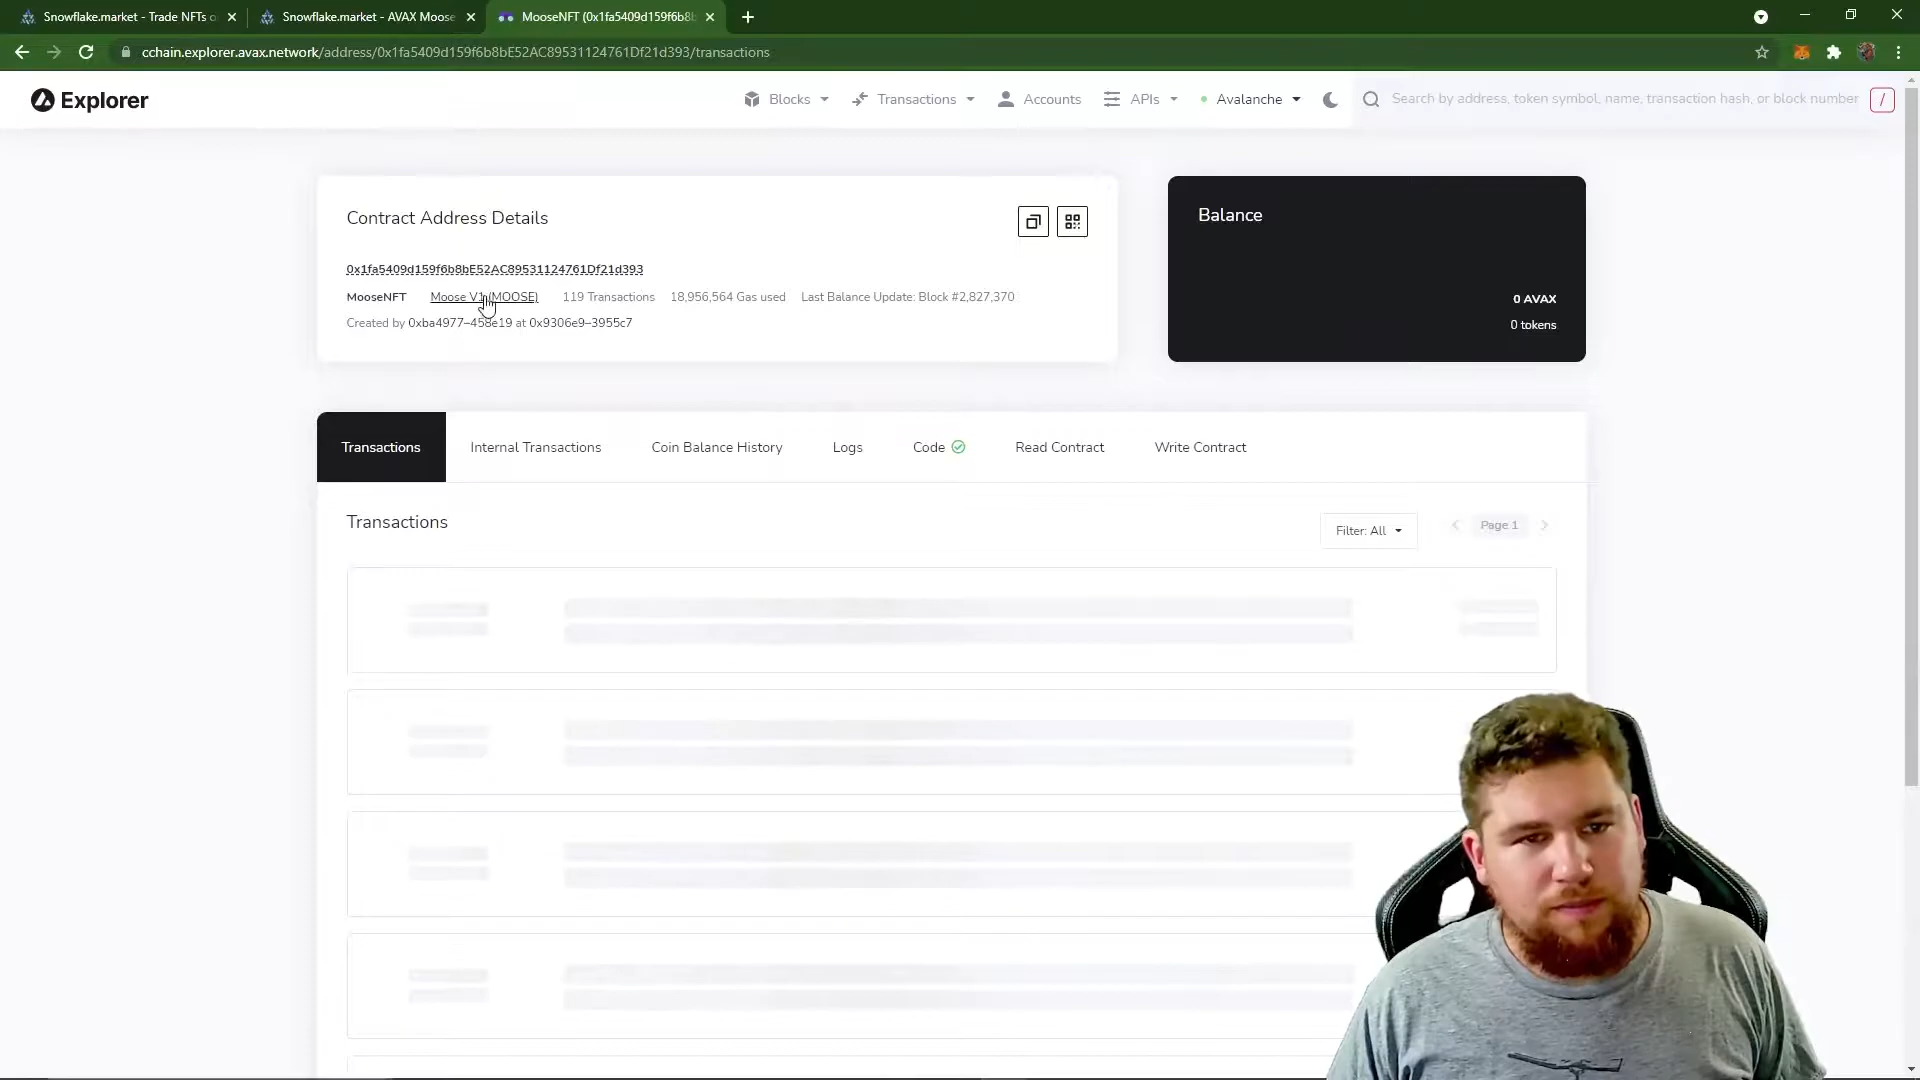 Snowflake.market - Trade NFTs o
Snowflake.market - AVAX Moose
MooseNFT (0x1fa5409d159f6b8b
cchain.explorer.avax.network/address/0x1fa5409d159f6b8bE52AC89531124761Df21d393/transactions
Explorer
Blocks
Transactions
Accounts
APIs
Avalanche
Search by address, token symbol, name, transaction hash, or block number
/
Contract Address Details
0x1fa5409d159f6b8bE52AC89531124761Df21d393
MooseNFT Moose V1 (MOOSE) 119 Transactions 18,956,564 Gas used Last Balance Update: Block #2,827,370
Created by 0xba4977–458e19 at 0x9306e9–3955c7
Balance
0 AVAX
0 tokens
Transactions
Internal Transactions
Coin Balance History
Logs
Code
Read Contract
Write Contract
Transactions
Filter: All
Page 1